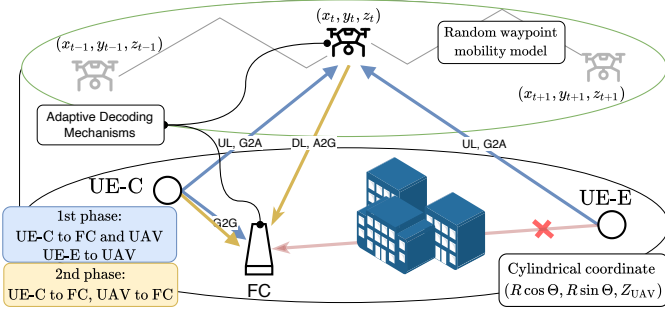 (x_t, y_t, z_t)
(x_{t−1}, y_{t−1}, z_{t−1})
Random waypoint
mobility model
(x_{t+1}, y_{t+1}, z_{t+1})
Adaptive Decoding
Mechanisms
UL, G2A
DL, A2G
UL, G2A
UE-C
UE-E
G2G
1st phase:
UE-C to FC and UAV
UE-E to UAV
2nd phase:
UE-C to FC, UAV to FC
FC
Cylindrical coordinate
(R cos Θ, R sin Θ, Z_UAV)